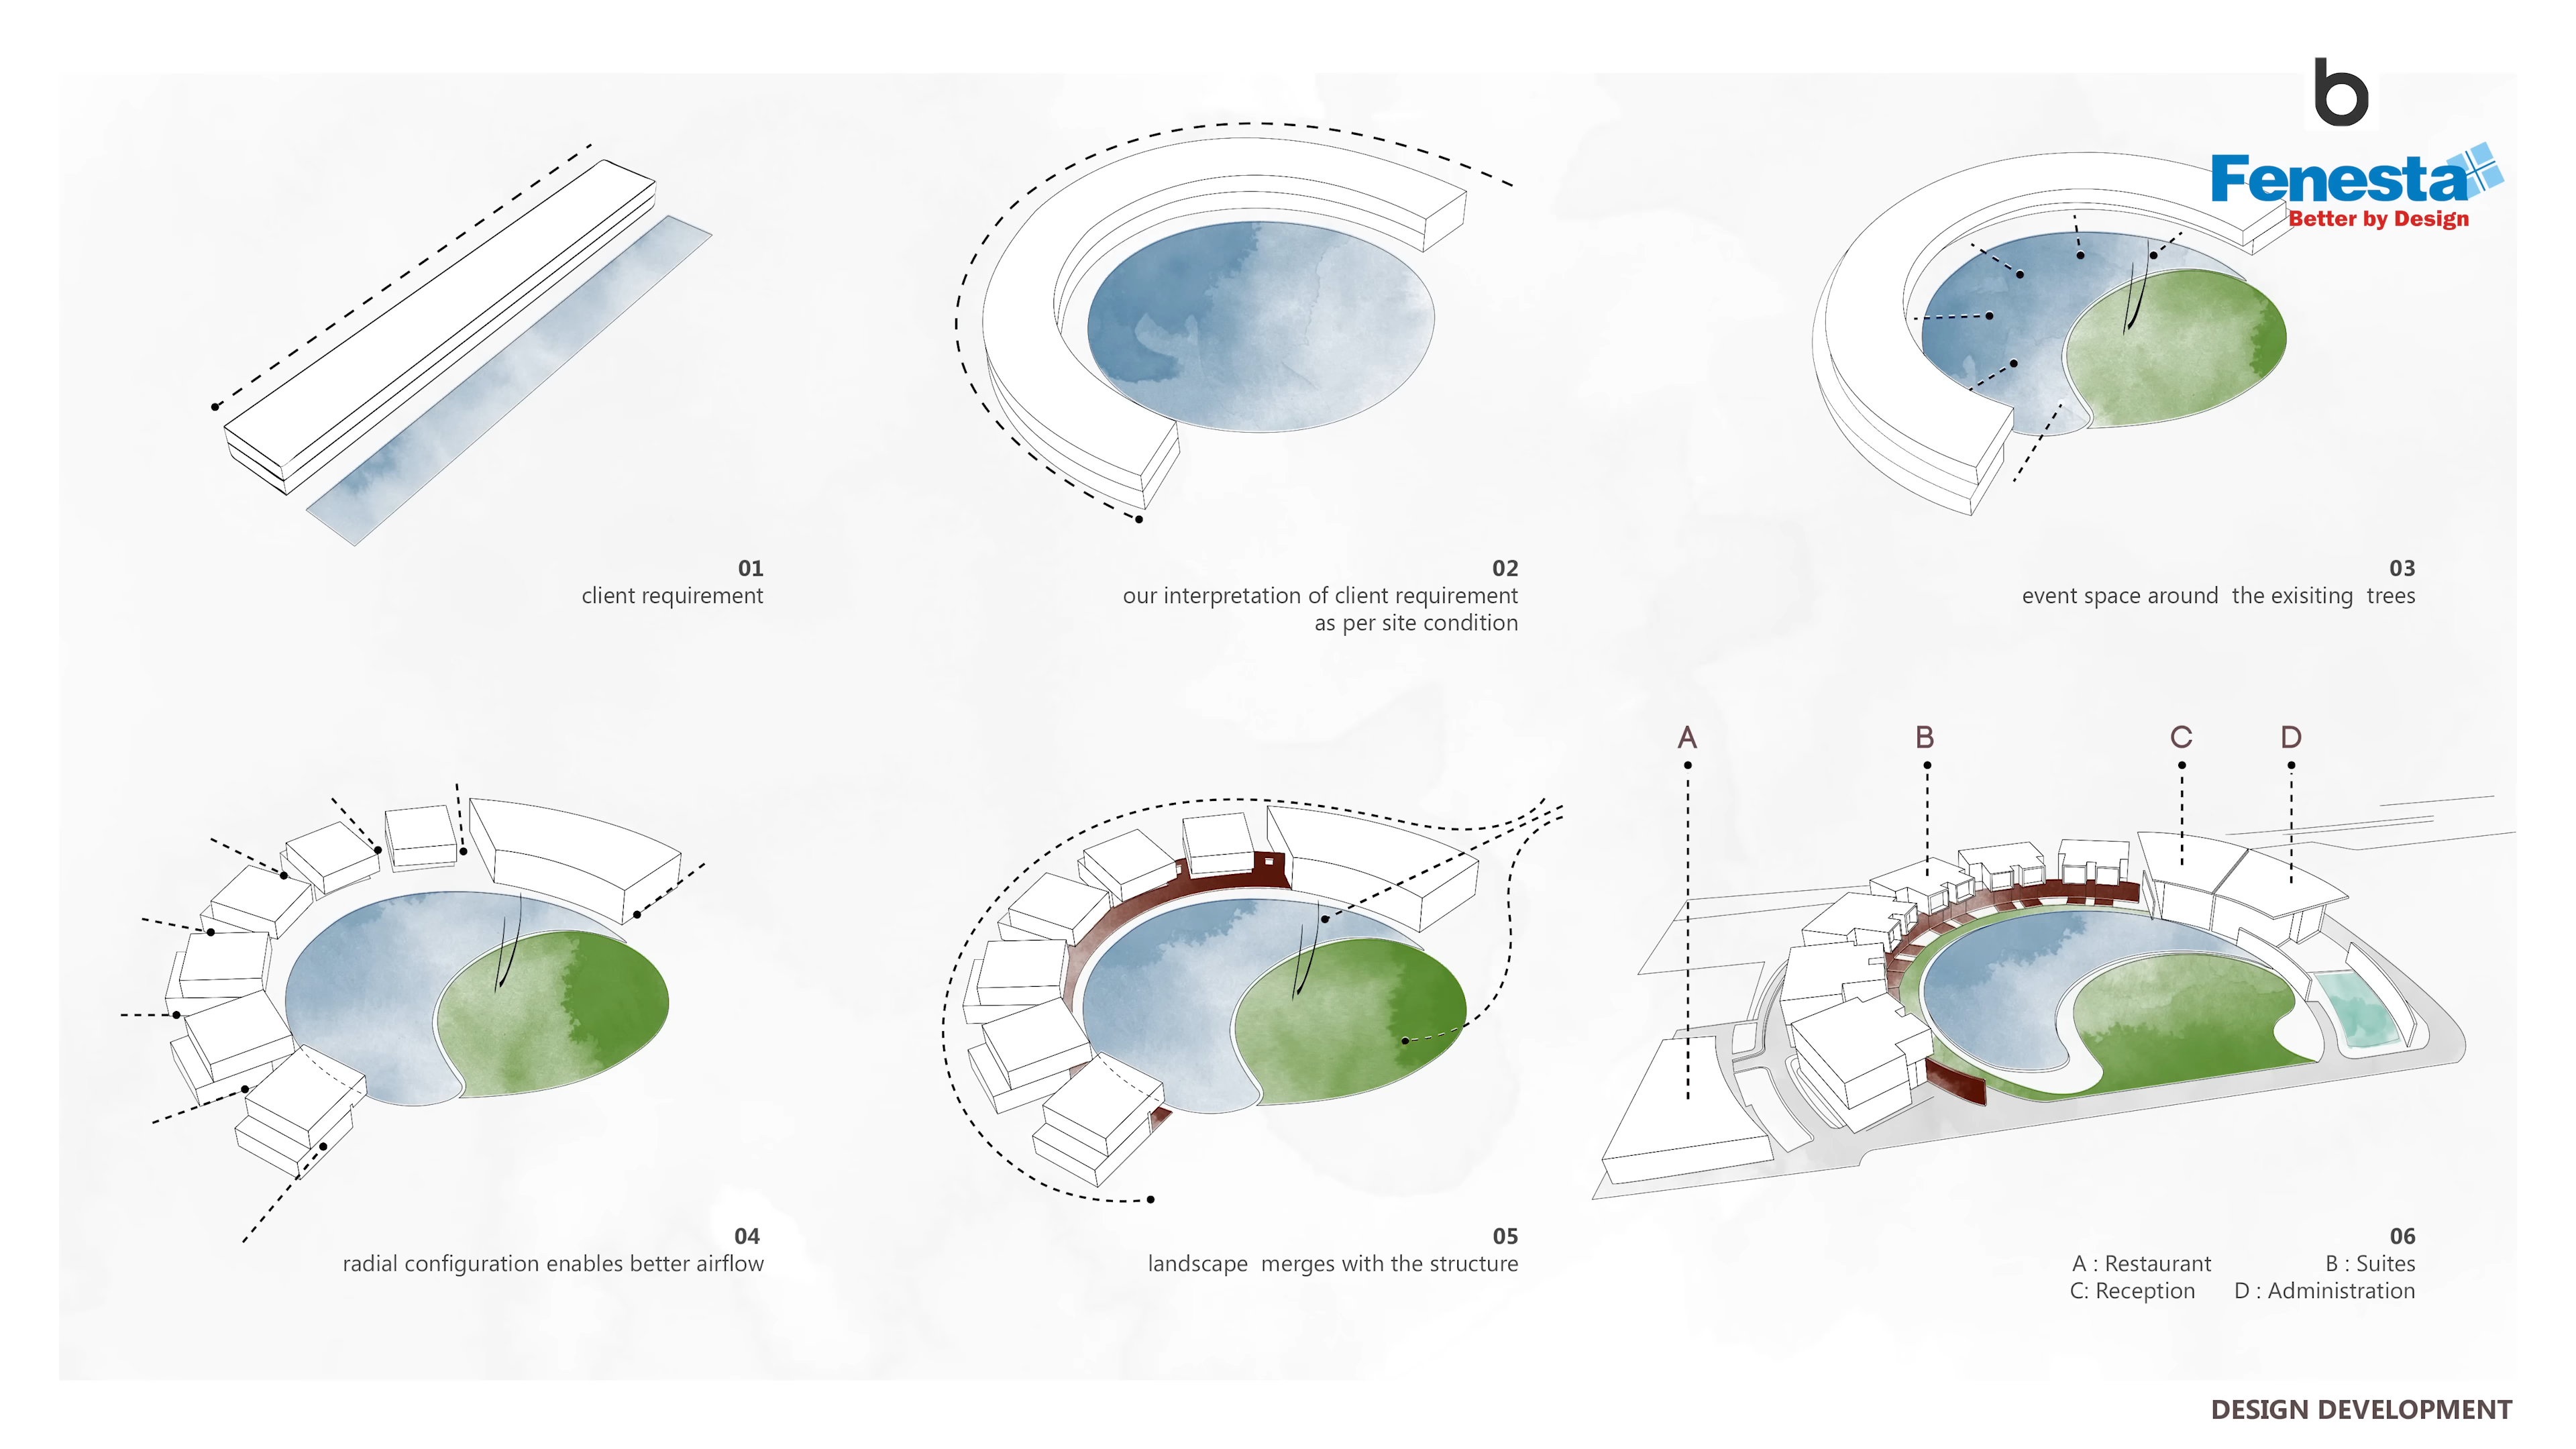 b
Fenesta
Better by Design
01
client requirement
02
our interpretation of client requirement
as per site condition
03
event space around the exisiting trees
04
radial configuration enables better airflow
05
landscape merges with the structure
A B C D
06
A : Restaurant B : Suites
C: Reception D : Administration
DESIGN DEVELOPMENT